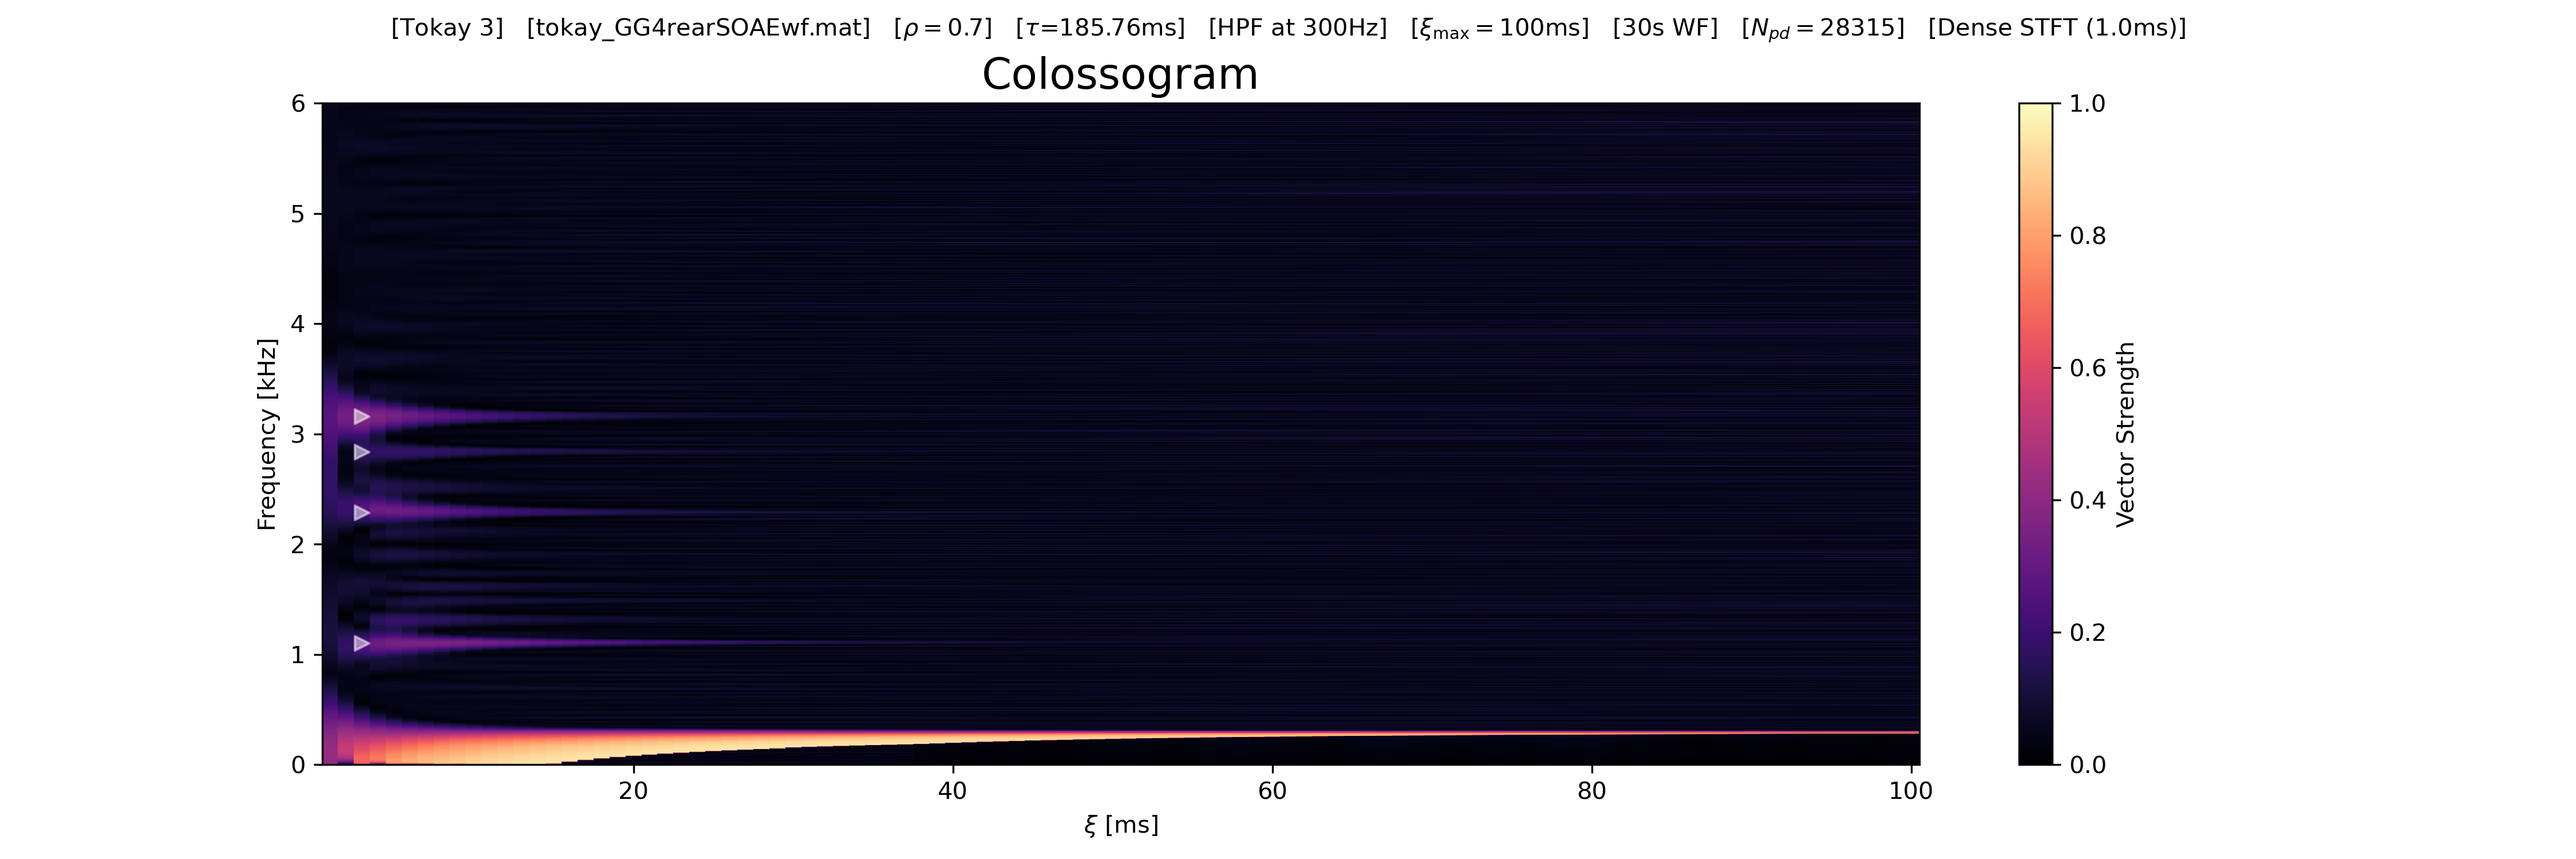 [Tokay 3]   [tokay_GG4rearSOAEwf.mat]   [ρ = 0.7]   [τ=185.76ms]   [HPF at 300Hz]   [ξmax = 100ms]   [30s WF]   [Npd = 28315]   [Dense STFT (1.0ms)]
Colossogram
Frequency [kHz]
6
5
4
3
2
1
0
20 40 60 80 100
ξ [ms]
1.0
0.8
0.6
0.4
0.2
0.0
Vector Strength